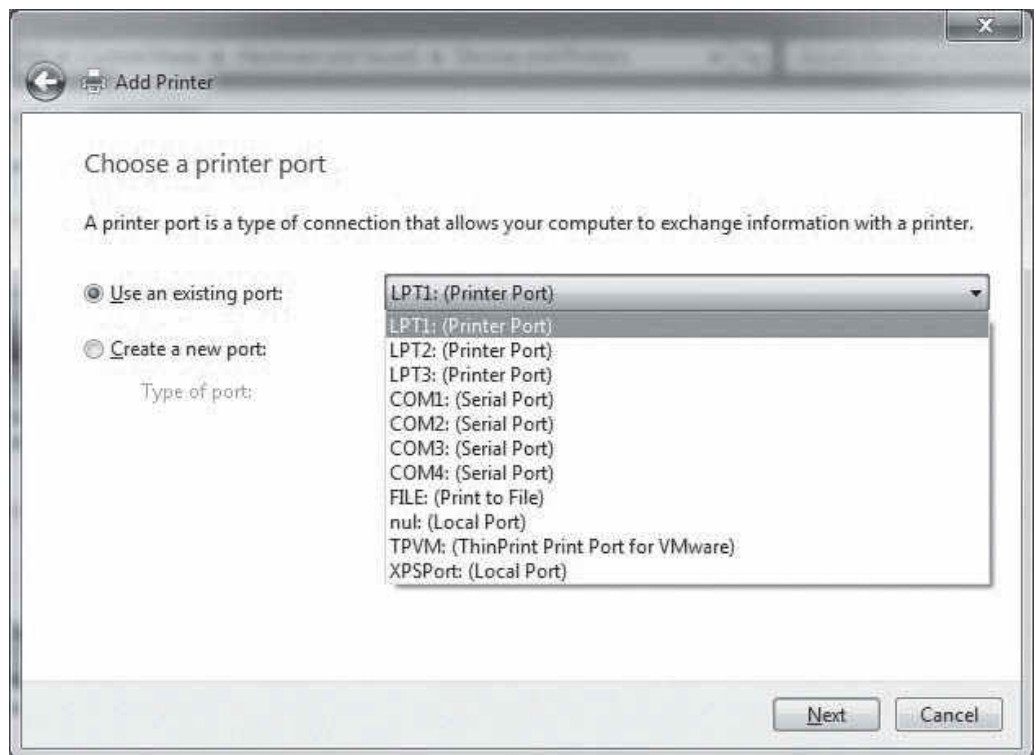 Add Printer
Choose a printer port
A printer port is a type of connection that allows your computer to exchange information with a printer.
Use an existing port:
LPT1: (Printer Port)
LPT1: (Printer Port)
LPT2: (Printer Port)
LPT3: (Printer Port)
COM1: (Serial Port)
COM2: (Serial Port)
COM3: (Serial Port)
COM4: (Serial Port)
FILE: (Print to File)
nul: (Local Port)
TPVM: (ThinPrint Print Port for VMware)
XPSPort: (Local Port)
Create a new port:
Type of port:
Next
Cancel